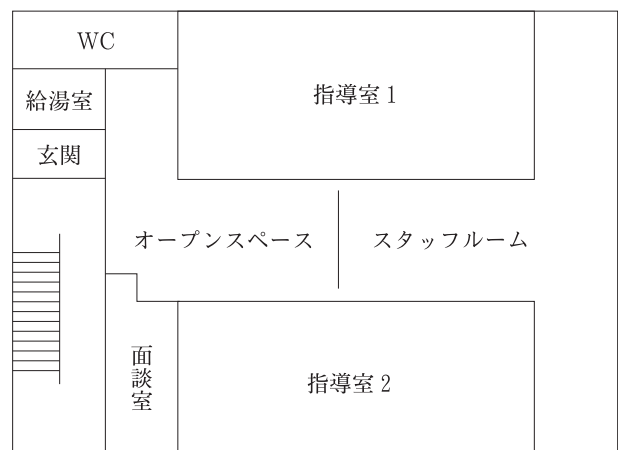 WC
指導室 1
給湯室
玄関
オープンスペース
スタッフルーム
面談室
指導室 2